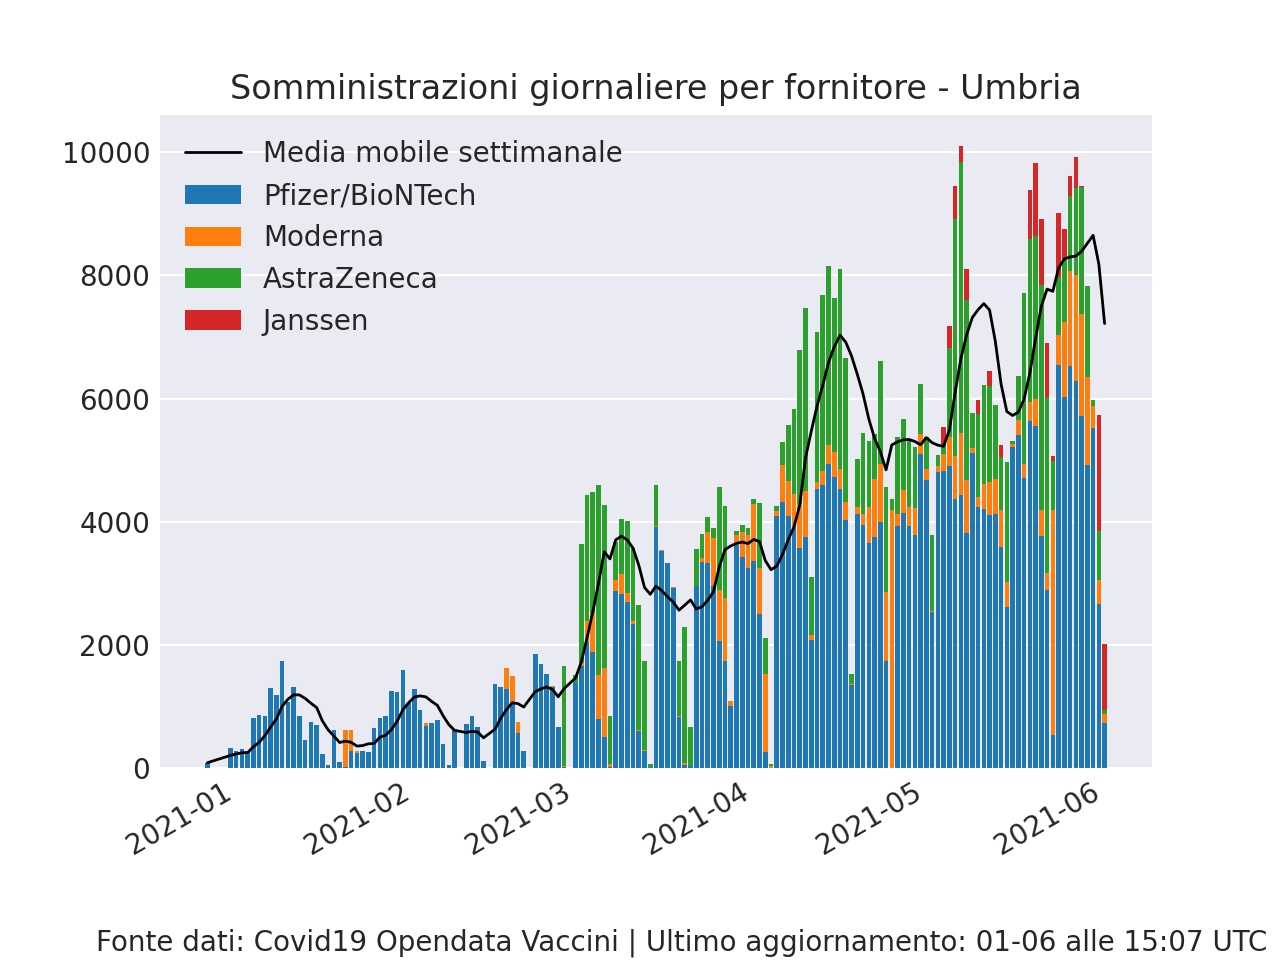 Somministrazioni giornaliere per fornitore - Umbria
Media mobile settimanale
Pfizer/BioNTech
Moderna
AstraZeneca
Janssen
10000
8000
6000
4000
2000
0
2021-01
2021-02
2021-03
2021-04
2021-05
2021-06
Fonte dati: Covid19 Opendata Vaccini | Ultimo aggiornamento: 01-06 alle 15:07 UTC